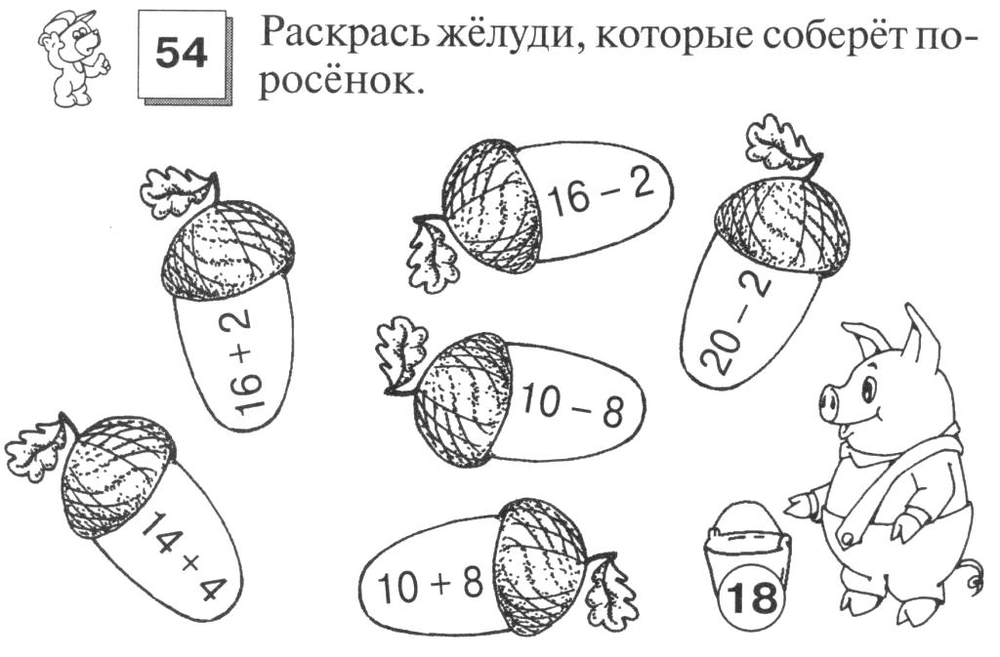 54
Раскрась жёлуди, которые соберёт по-
росёнок.
16 – 2
16 + 2
20 – 2
10 – 8
14 + 4
10 + 8
18